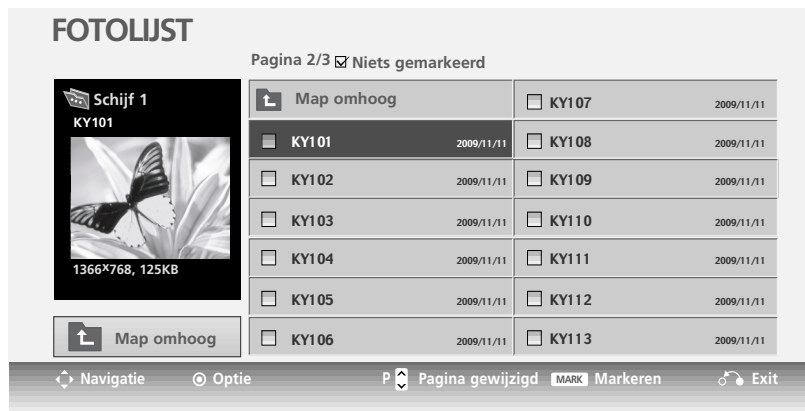 FOTOLIJST
Pagina 2/3 Niets gemarkeerd
Schijf 1
KY101
1366x768, 125KB
Map omhoog
Map omhoog
KY101 2009/11/11
KY102 2009/11/11
KY103 2009/11/11
KY104 2009/11/11
KY105 2009/11/11
KY106 2009/11/11
KY107 2009/11/11
KY108 2009/11/11
KY109 2009/11/11
KY110 2009/11/11
KY111 2009/11/11
KY112 2009/11/11
KY113 2009/11/11
Navigatie Optie P Pagina gewijzigd MARK Markeren Exit